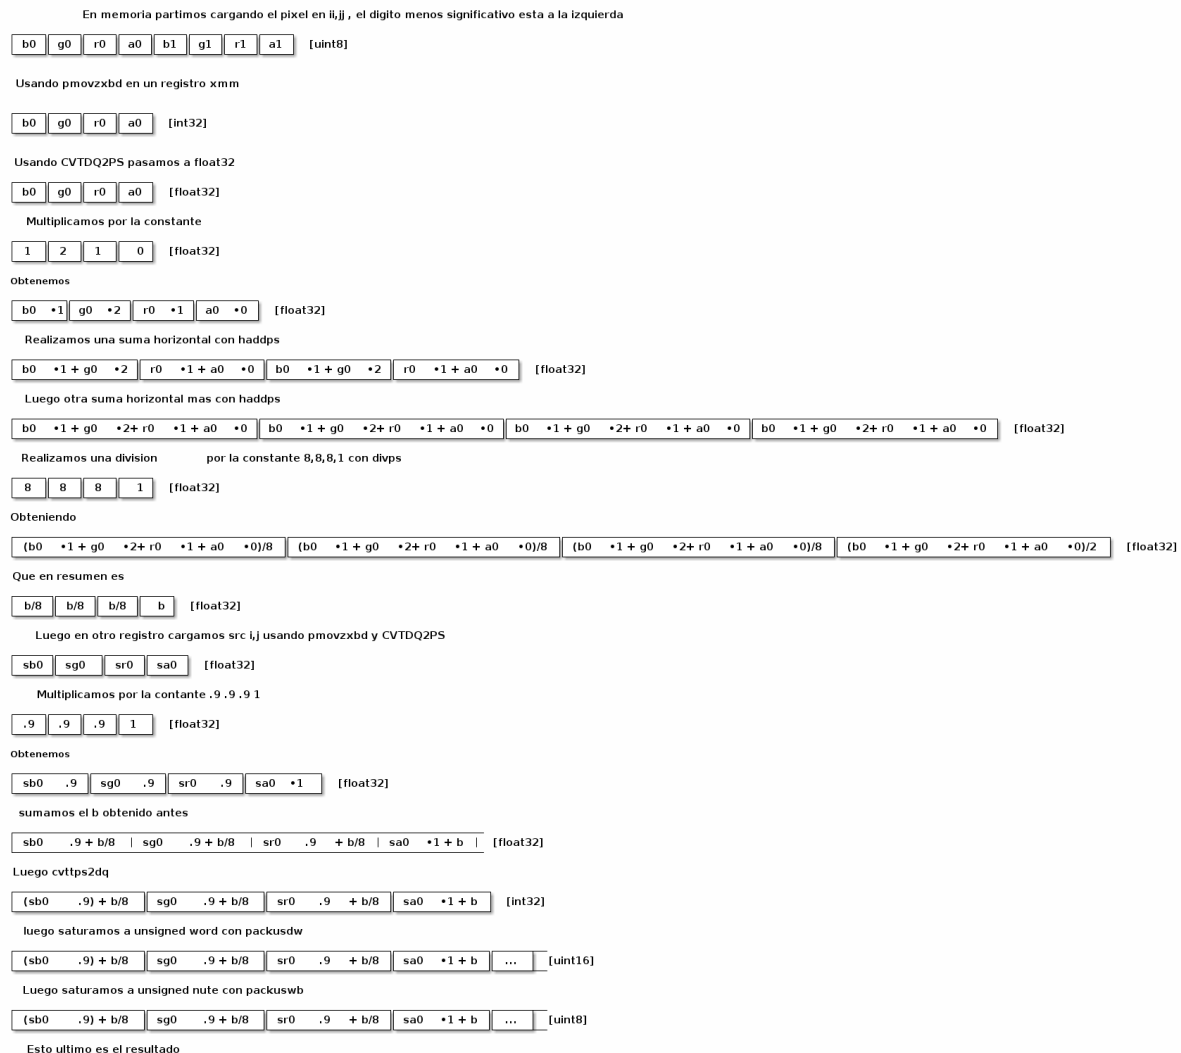 En memoria partimos cargando el pixel en ii,jj , el digito menos significativo esta a la izquierda
b0 g0 r0 a0 b1 g1 r1 a1 [uint8]
Usando pmovzxbd en un registro xmm
b0 g0 r0 a0 [int32]
Usando CVTDQ2PS pasamos a float32
b0 g0 r0 a0 [float32]
Multiplicamos por la constante
1 2 1 0 [float32]
Obtenemos
b0 •1 g0 •2 r0 •1 a0 •0 [float32]
Realizamos una suma horizontal con haddps
b0 •1 + g0 •2 r0 •1 + a0 •0 b0 •1 + g0 •2 r0 •1 + a0 •0 [float32]
Luego otra suma horizontal mas con haddps
b0 •1 + g0 •2+ r0 •1 + a0 •0 b0 •1 + g0 •2+ r0 •1 + a0 •0 b0 •1 + g0 •2+ r0 •1 + a0 •0 b0 •1 + g0 •2+ r0 •1 + a0 •0 [float32]
Realizamos una division por la constante 8,8,8,1 con divps
8 8 8 1 [float32]
Obteniendo
(b0 •1 + g0 •2+ r0 •1 + a0 •0)/8 (b0 •1 + g0 •2+ r0 •1 + a0 •0)/8 (b0 •1 + g0 •2+ r0 •1 + a0 •0)/8 (b0 •1 + g0 •2+ r0 •1 + a0 •0)/2 [float32]
Que en resumen es
b/8 b/8 b/8 b [float32]
Luego en otro registro cargamos src i,j usando pmovzxbd y CVTDQ2PS
sb0 sg0 sr0 sa0 [float32]
Multiplicamos por la contante .9 .9 .9 1
.9 .9 .9 1 [float32]
Obtenemos
sb0 .9 sg0 .9 sr0 .9 sa0 •1 [float32]
sumamos el b obtenido antes
sb0 .9 + b/8 | sg0 .9 + b/8 | sr0 .9 + b/8 | sa0 •1 + b | [float32]
Luego cvttps2dq
(sb0 .9) + b/8 sg0 .9 + b/8 sr0 .9 + b/8 sa0 •1 + b [int32]
luego saturamos a unsigned word con packusdw
(sb0 .9) + b/8 sg0 .9 + b/8 sr0 .9 + b/8 sa0 •1 + b ... [uint16]
Luego saturamos a unsigned nute con packuswb
(sb0 .9) + b/8 sg0 .9 + b/8 sr0 .9 + b/8 sa0 •1 + b ... [uint8]
Esto ultimo es el resultado